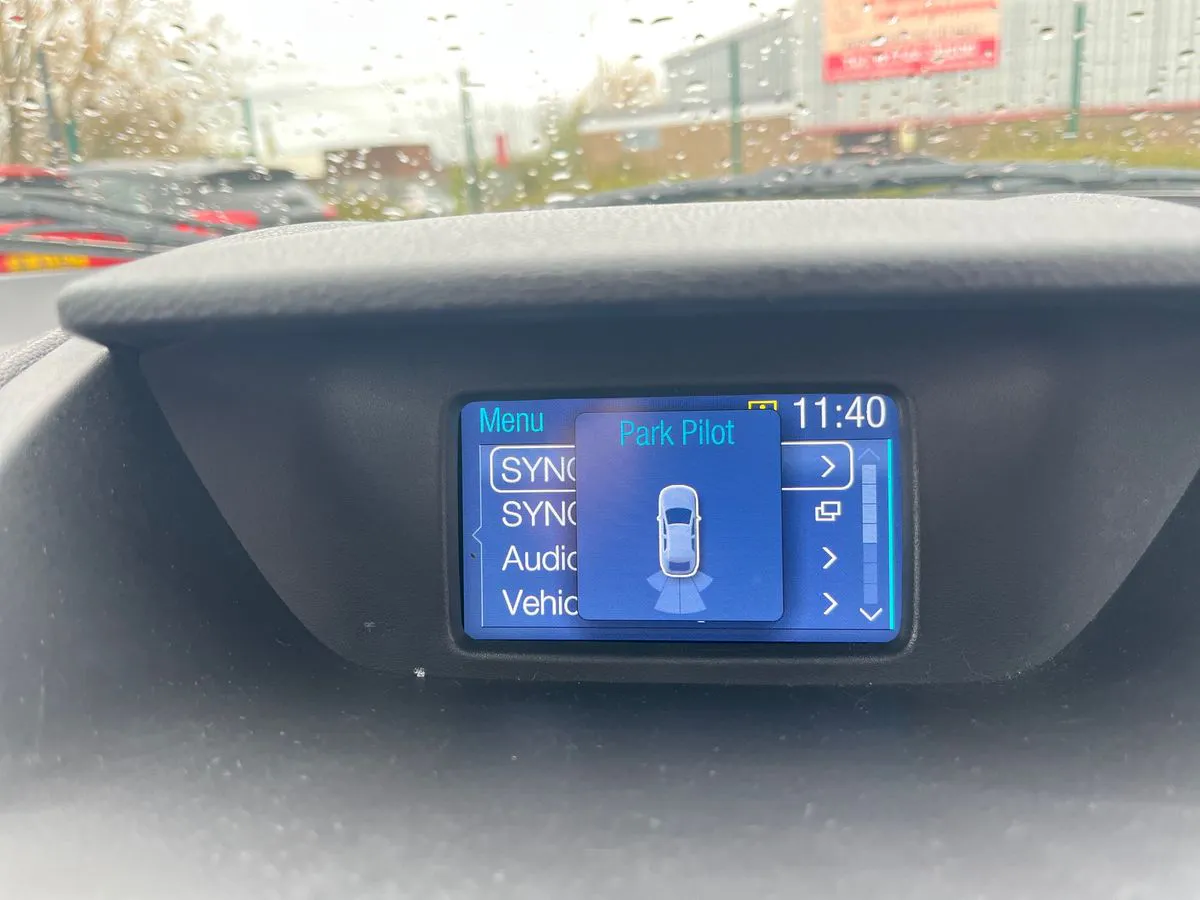 Menu
11:40
Park Pilot
SYNC
SYNC
Audio
Vehic